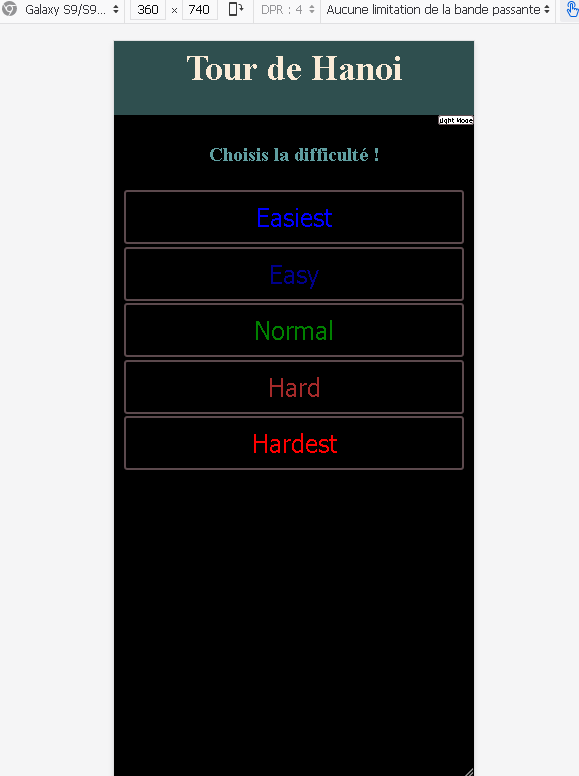 Galaxy S9/S9... 360 × 740 DPR : 4 Aucune limitation de la bande passante
Tour de Hanoi
Light Mode
Choisis la difficulté !
Easiest
Easy
Normal
Hard
Hardest